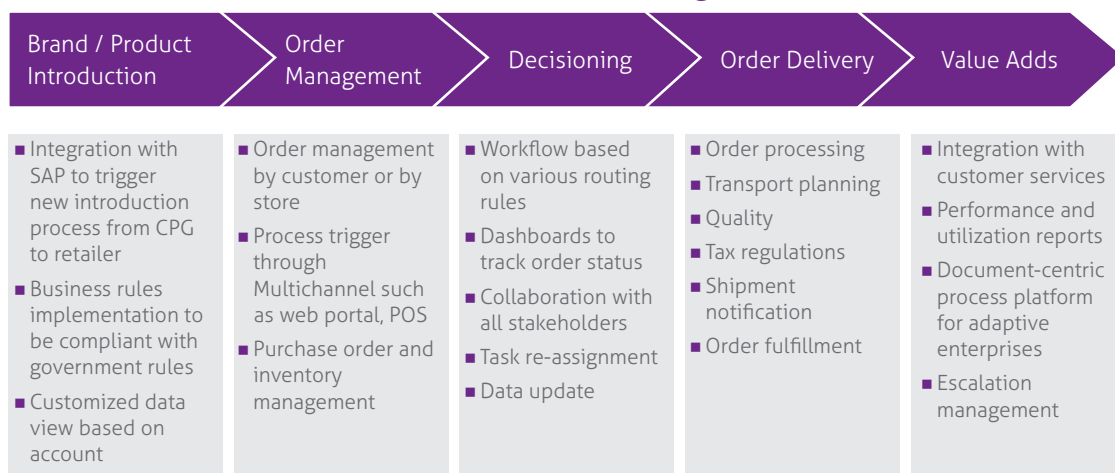 Brand / Product
Introduction
Order
Management
Decisioning
Order Delivery
Value Adds
■ Integration with
SAP to trigger
new introduction
process from CPG
to retailer
■ Business rules
implementation to
be compliant with
government rules
■ Customized data
view based on
account
■ Order management
by customer or by
store
■ Process trigger
through
Multichannel such
as web portal, POS
■ Purchase order and
inventory
management
■ Workflow based
on various routing
rules
■ Dashboards to
track order status
■ Collaboration with
all stakeholders
■ Task re-assignment
■ Data update
■ Order processing
■ Transport planning
■ Quality
■ Tax regulations
■ Shipment
notification
■ Order fulfillment
■ Integration with
customer services
■ Performance and
utilization reports
■ Document-centric
process platform
for adaptive
enterprises
■ Escalation
management